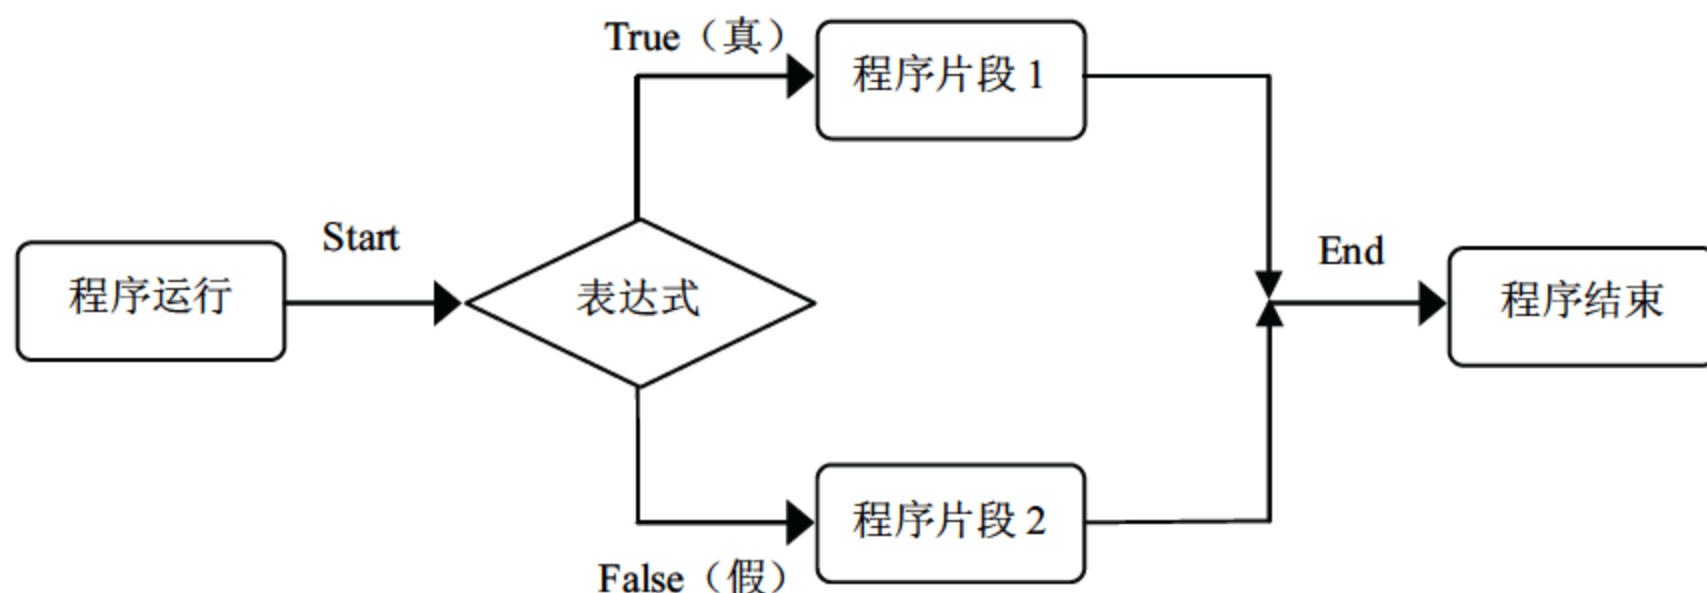 True（真）
程序片段 1
Start
End
程序运行
表达式
程序结束
程序片段 2
False（假）